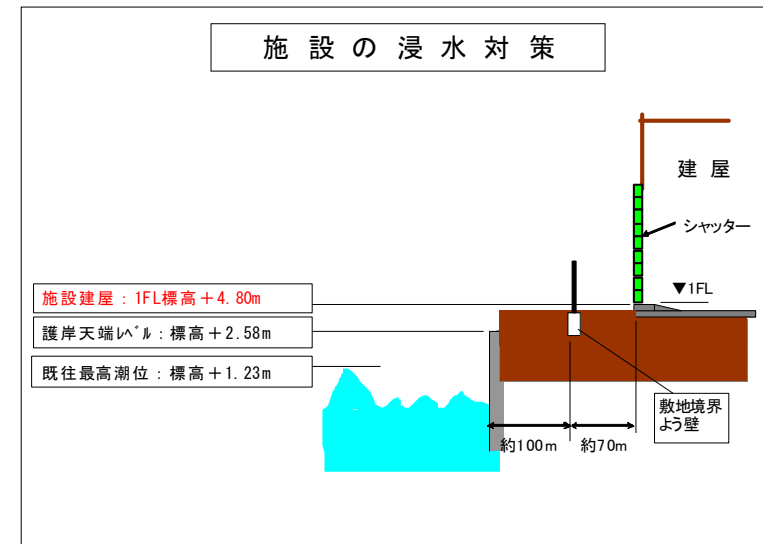 施設の浸水対策
建屋
シャッター
▼1FL
施設建屋：1FL標高＋4.80m
護岸天端ﾚﾍﾞﾙ：標高＋2.58m
既往最高潮位：標高＋1.23m
敷地境界
よう壁
約100m
約70m